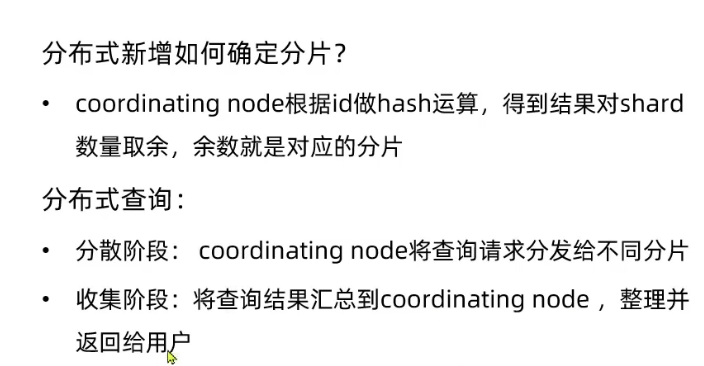 分布式新增如何确定分片？
• coordinating node根据id做hash运算，得到结果对shard
数量取余，余数就是对应的分片
分布式查询：
• 分散阶段： coordinating node将查询请求分发给不同分片
• 收集阶段：将查询结果汇总到coordinating node ，整理并
返回给用户